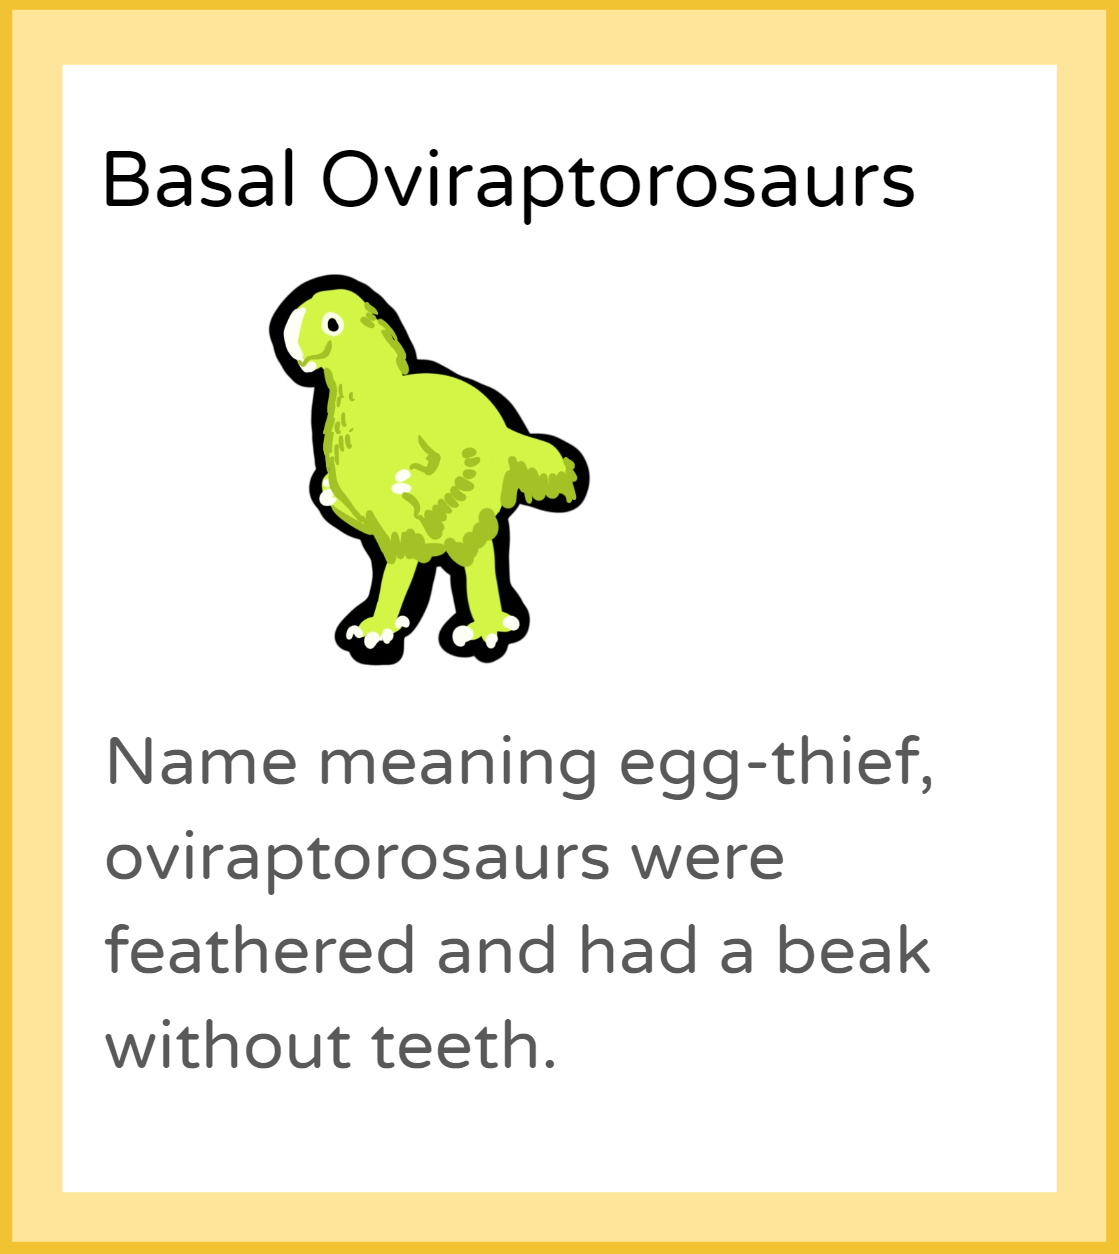 Basal Oviraptorosaurs
Name meaning egg-thief,
oviraptorosaurs were
feathered and had a beak
without teeth.